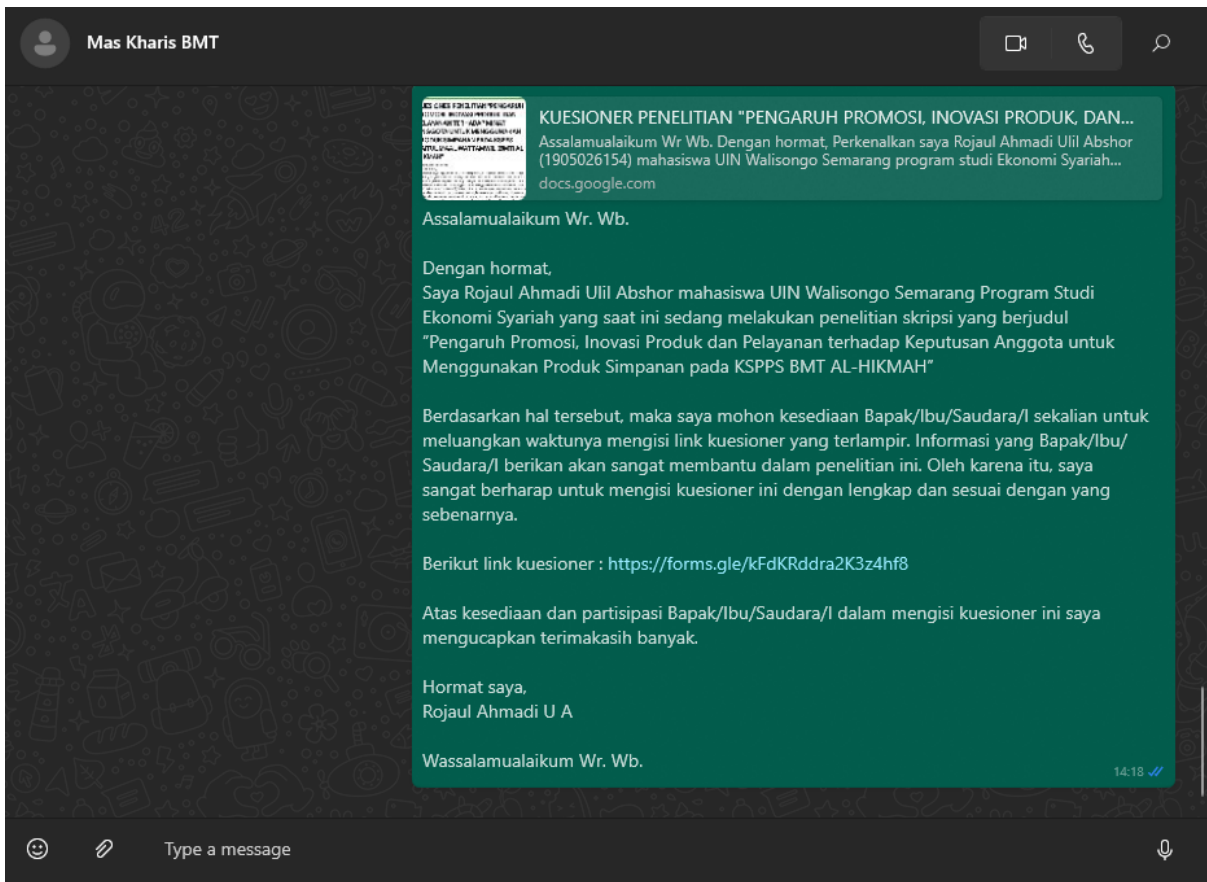 Mas Kharis BMT
KUESIONER PENELITIAN "PENGARUH PROMOSI, INOVASI PRODUK, DAN...
Assalamualaikum Wr Wb. Dengan hormat, Perkenalkan saya Rojaul Ahmadi Ulil Abshor
(1905026154) mahasiswa UIN Walisongo Semarang program studi Ekonomi Syariah...
docs.google.com
Assalamualaikum Wr. Wb.
Dengan hormat,
Saya Rojaul Ahmadi Ulil Abshor mahasiswa UIN Walisongo Semarang Program Studi
Ekonomi Syariah yang saat ini sedang melakukan penelitian skripsi yang berjudul
"Pengaruh Promosi, Inovasi Produk dan Pelayanan terhadap Keputusan Anggota untuk
Menggunakan Produk Simpanan pada KSPPS BMT AL-HIKMAH"
Berdasarkan hal tersebut, maka saya mohon kesediaan Bapak/Ibu/Saudara/I sekalian untuk
meluangkan waktunya mengisi link kuesioner yang terlampir. Informasi yang Bapak/Ibu/
Saudara/I berikan akan sangat membantu dalam penelitian ini. Oleh karena itu, saya
sangat berharap untuk mengisi kuesioner ini dengan lengkap dan sesuai dengan yang
sebenarnya.
Berikut link kuesioner : https://forms.gle/kFdKRddra2K3z4hf8
Atas kesediaan dan partisipasi Bapak/Ibu/Saudara/I dalam mengisi kuesioner ini saya
mengucapkan terimakasih banyak.
Hormat saya,
Rojaul Ahmadi U A
Wassalamualaikum Wr. Wb.
14:18
Type a message